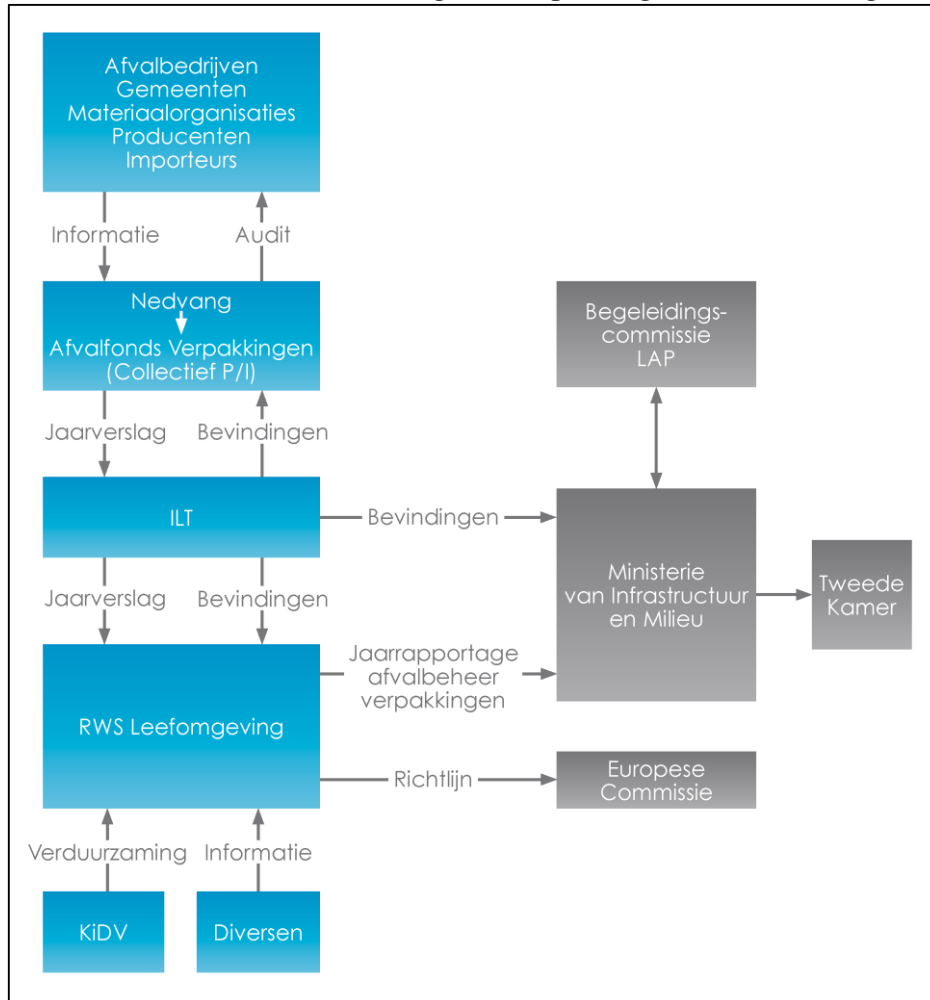 Afvalbedrijven
Gemeenten
Materiaalorganisaties
Producenten
Importeurs
Informatie
Audit
Nedvang
Afvalfonds Verpakkingen
(Collectief P/I)
Begeleidings-
commissie
LAP
Jaarverslag
Bevindingen
ILT
Bevindingen
Ministerie
van Infrastructuur
en Milieu
Tweede
Kamer
Jaarverslag
Bevindingen
RWS Leefomgeving
Jaarrapportage
afvalbeheer
verpakkingen
Richtlijn
Europese
Commissie
Verduurzaming
Informatie
KiDV
Diversen